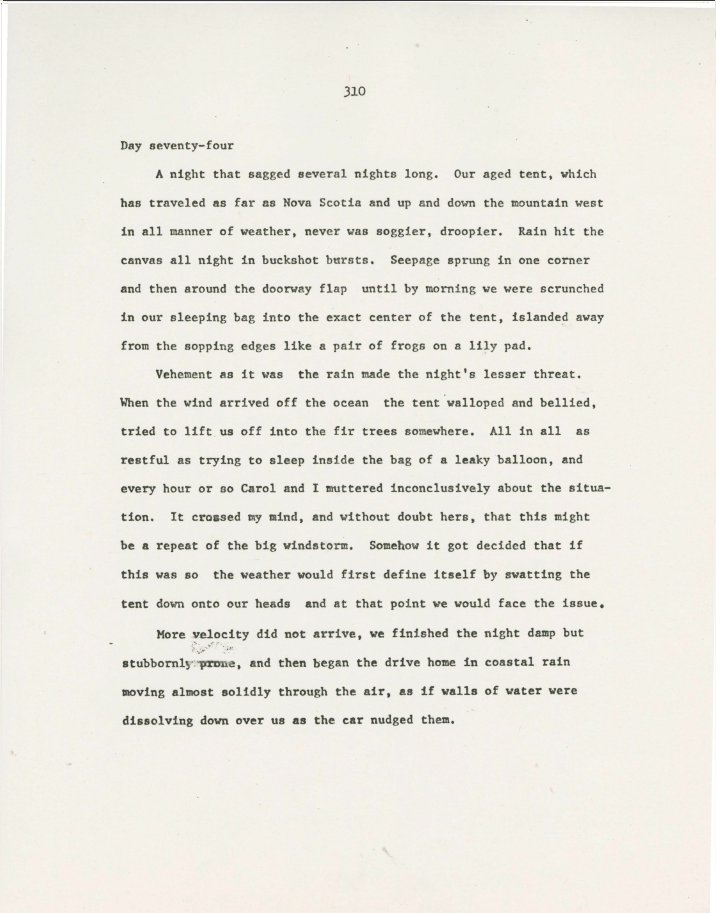 310
Day seventy-four
A night that sagged several nights long. Our aged tent, which
has traveled as far as Nova Scotia and up and down the mountain west
in all manner of weather, never was soggier, droopier. Rain hit the
canvas all night in buckshot bursts. Seepage sprung in one corner
and then around the doorway flap until by morning we were scrunched
in our sleeping bag into the exact center of the tent, islanded away
from the sopping edges like a pair of frogs on a lily pad.
Vehement as it was the rain made the night's lesser threat.
When the wind arrived off the ocean the tent walloped and bellied,
tried to lift us off into the fir trees somewhere. All in all as
restful as trying to sleep inside the bag of a leaky balloon, and
every hour or so Carol and I muttered inconclusively about the situa-
tion. It crossed my mind, and without doubt hers, that this might
be a repeat of the big windstorm. Somehow it got decided that if
this was so the weather would first define itself by swatting the
tent down onto our heads and at that point we would face the issue.
More velocity did not arrive, we finished the night damp but
stubbornly prone, and then began the drive home in coastal rain
moving almost solidly through the air, as if walls of water were
dissolving down over us as the car nudged them.